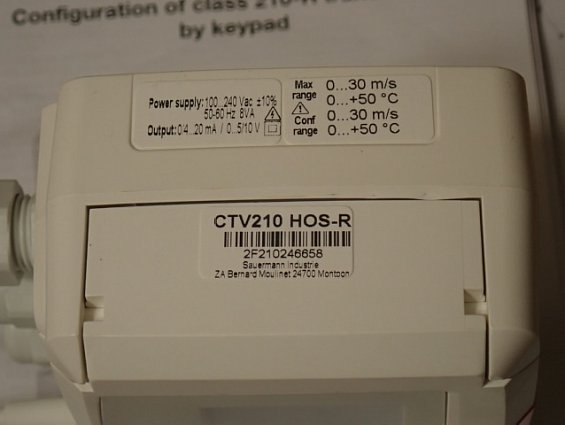 Configuration of class 210-R
by keypad
Power supply: 100...240 Vac ±10%
50-60 Hz 8VA
Output: 0/4...20 mA / 0...5/10 V
Max range 0...30 m/s
0...+50 °C
Conf range 0...30 m/s
0...+50 °C
CTV210 HOS-R
2F210246658
Sauermann Industrie
ZA Bernard Moulinet 24700 Montpon